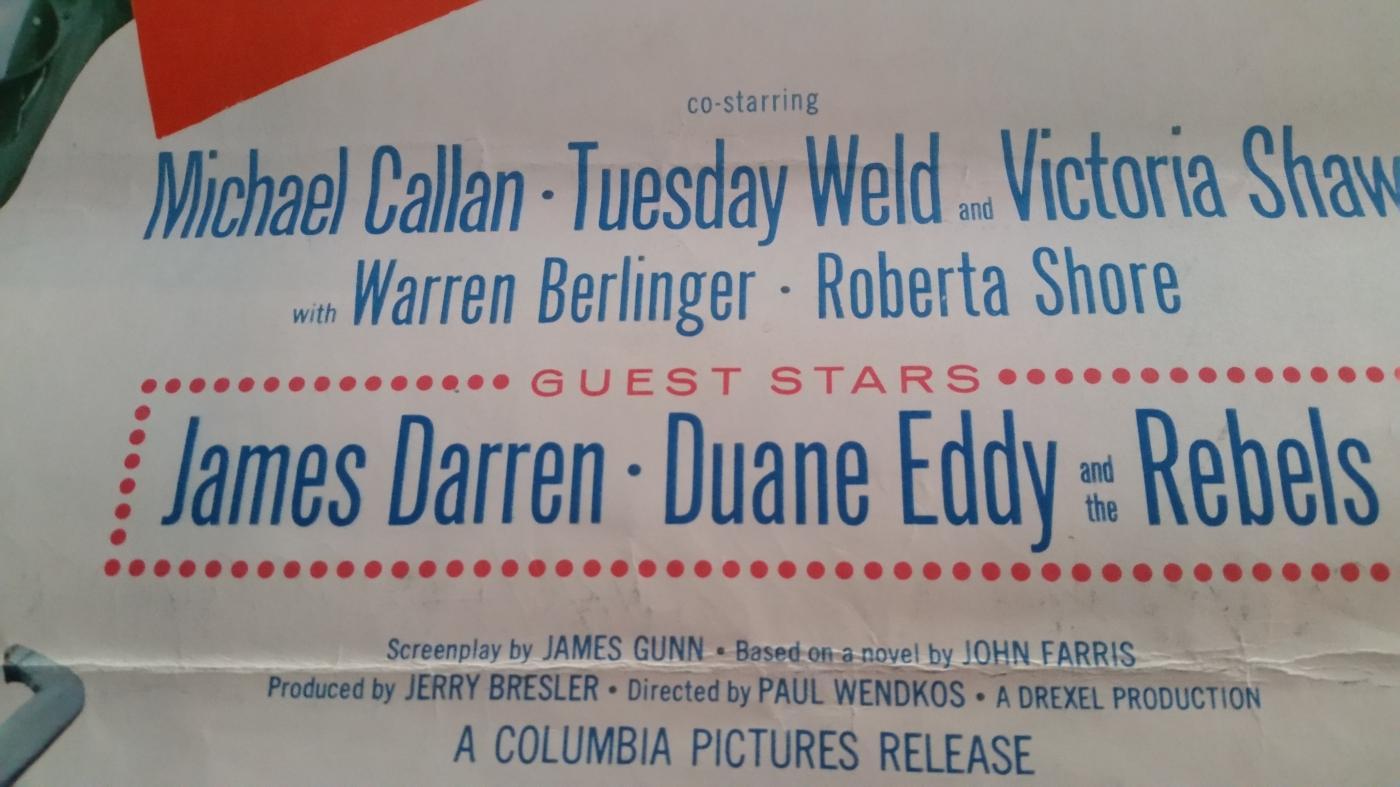 co-starring
Michael Callan · Tuesday Weld and Victoria Shaw
with Warren Berlinger · Roberta Shore
GUEST STARS
James Darren · Duane Eddy and the Rebels
Screenplay by JAMES GUNN • Based on a novel by JOHN FARRIS
Produced by JERRY BRESLER • Directed by PAUL WENDKOS • A DREXEL PRODUCTION
A COLUMBIA PICTURES RELEASE